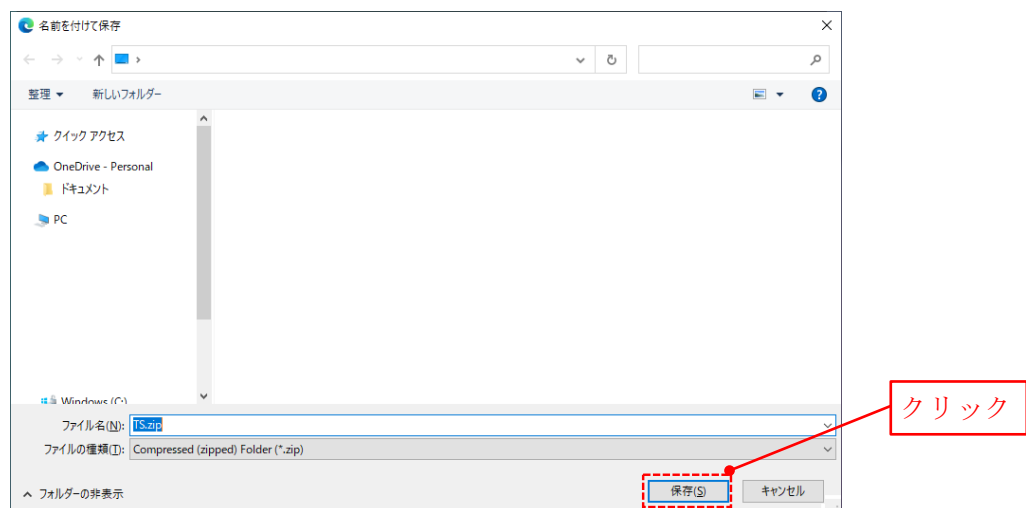 名前を付けて保存
整理 新しいフォルダー
クイック アクセス
OneDrive - Personal
ドキュメント
PC
Windows (C:)
ファイル名(N): TS.zip
ファイルの種類(T): Compressed (zipped) Folder (*.zip)
クリック
フォルダーの非表示
保存(S) キャンセル